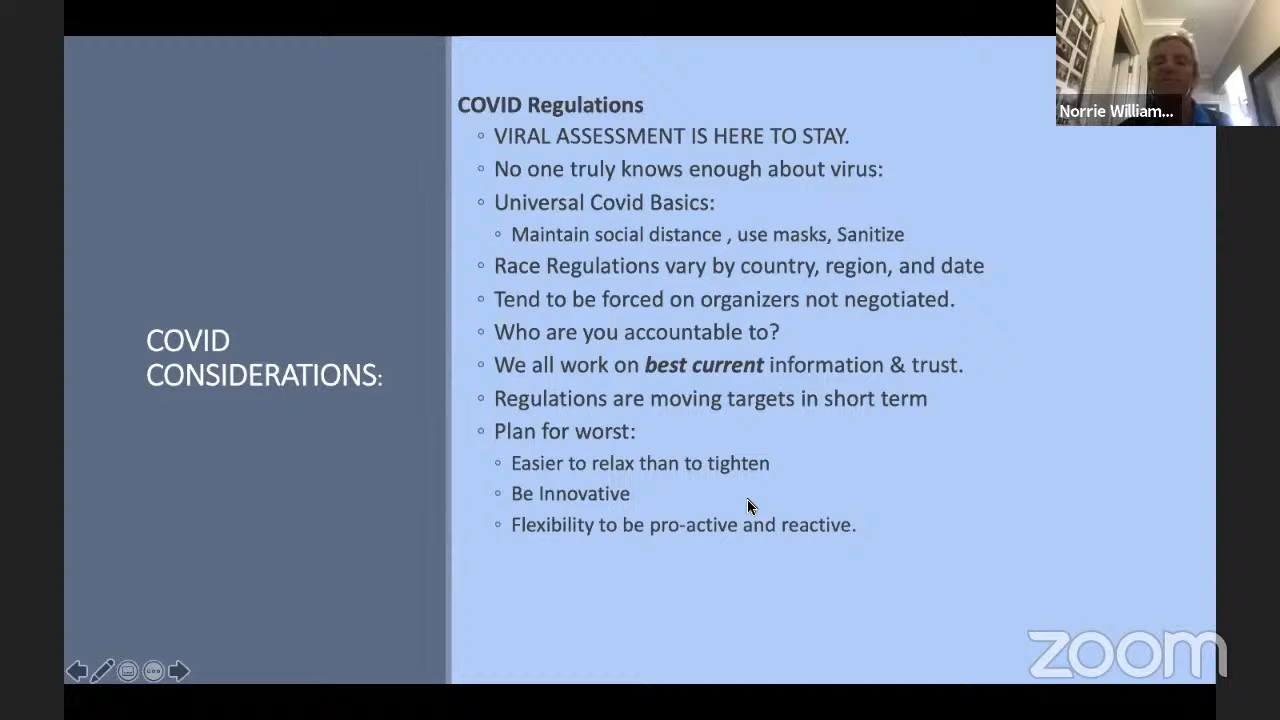 COVID
CONSIDERATIONS:
COVID Regulations
VIRAL ASSESSMENT IS HERE TO STAY.
No one truly knows enough about virus:
Universal Covid Basics:
Maintain social distance , use masks, Sanitize
Race Regulations vary by country, region, and date
Tend to be forced on organizers not negotiated.
Who are you accountable to?
We all work on best current information & trust.
Regulations are moving targets in short term
Plan for worst:
Easier to relax than to tighten
Be Innovative
Flexibility to be pro-active and reactive.
Norrie William...
zoom